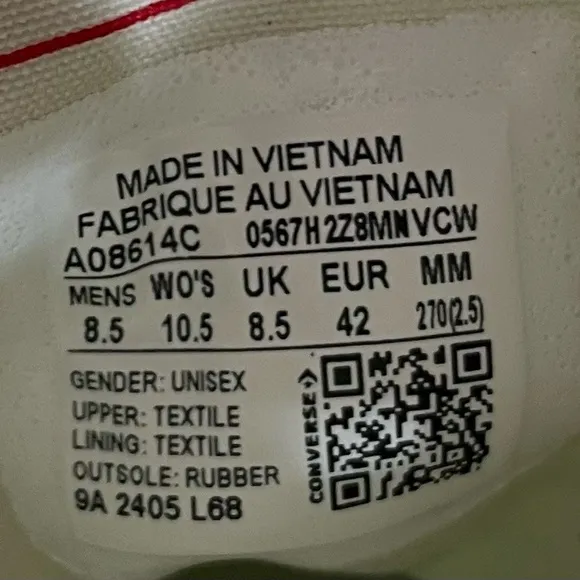 MADE IN VIETNAM
FABRIQUE AU VIETNAM
A08614C 0567H2Z8MNVCW
MENS WO'S UK EUR MM
8.5 10.5 8.5 42 270(2.5)
GENDER: UNISEX
UPPER: TEXTILE
LINING: TEXTILE
OUTSOLE: RUBBER
9A 2405 L68
CONVERSE